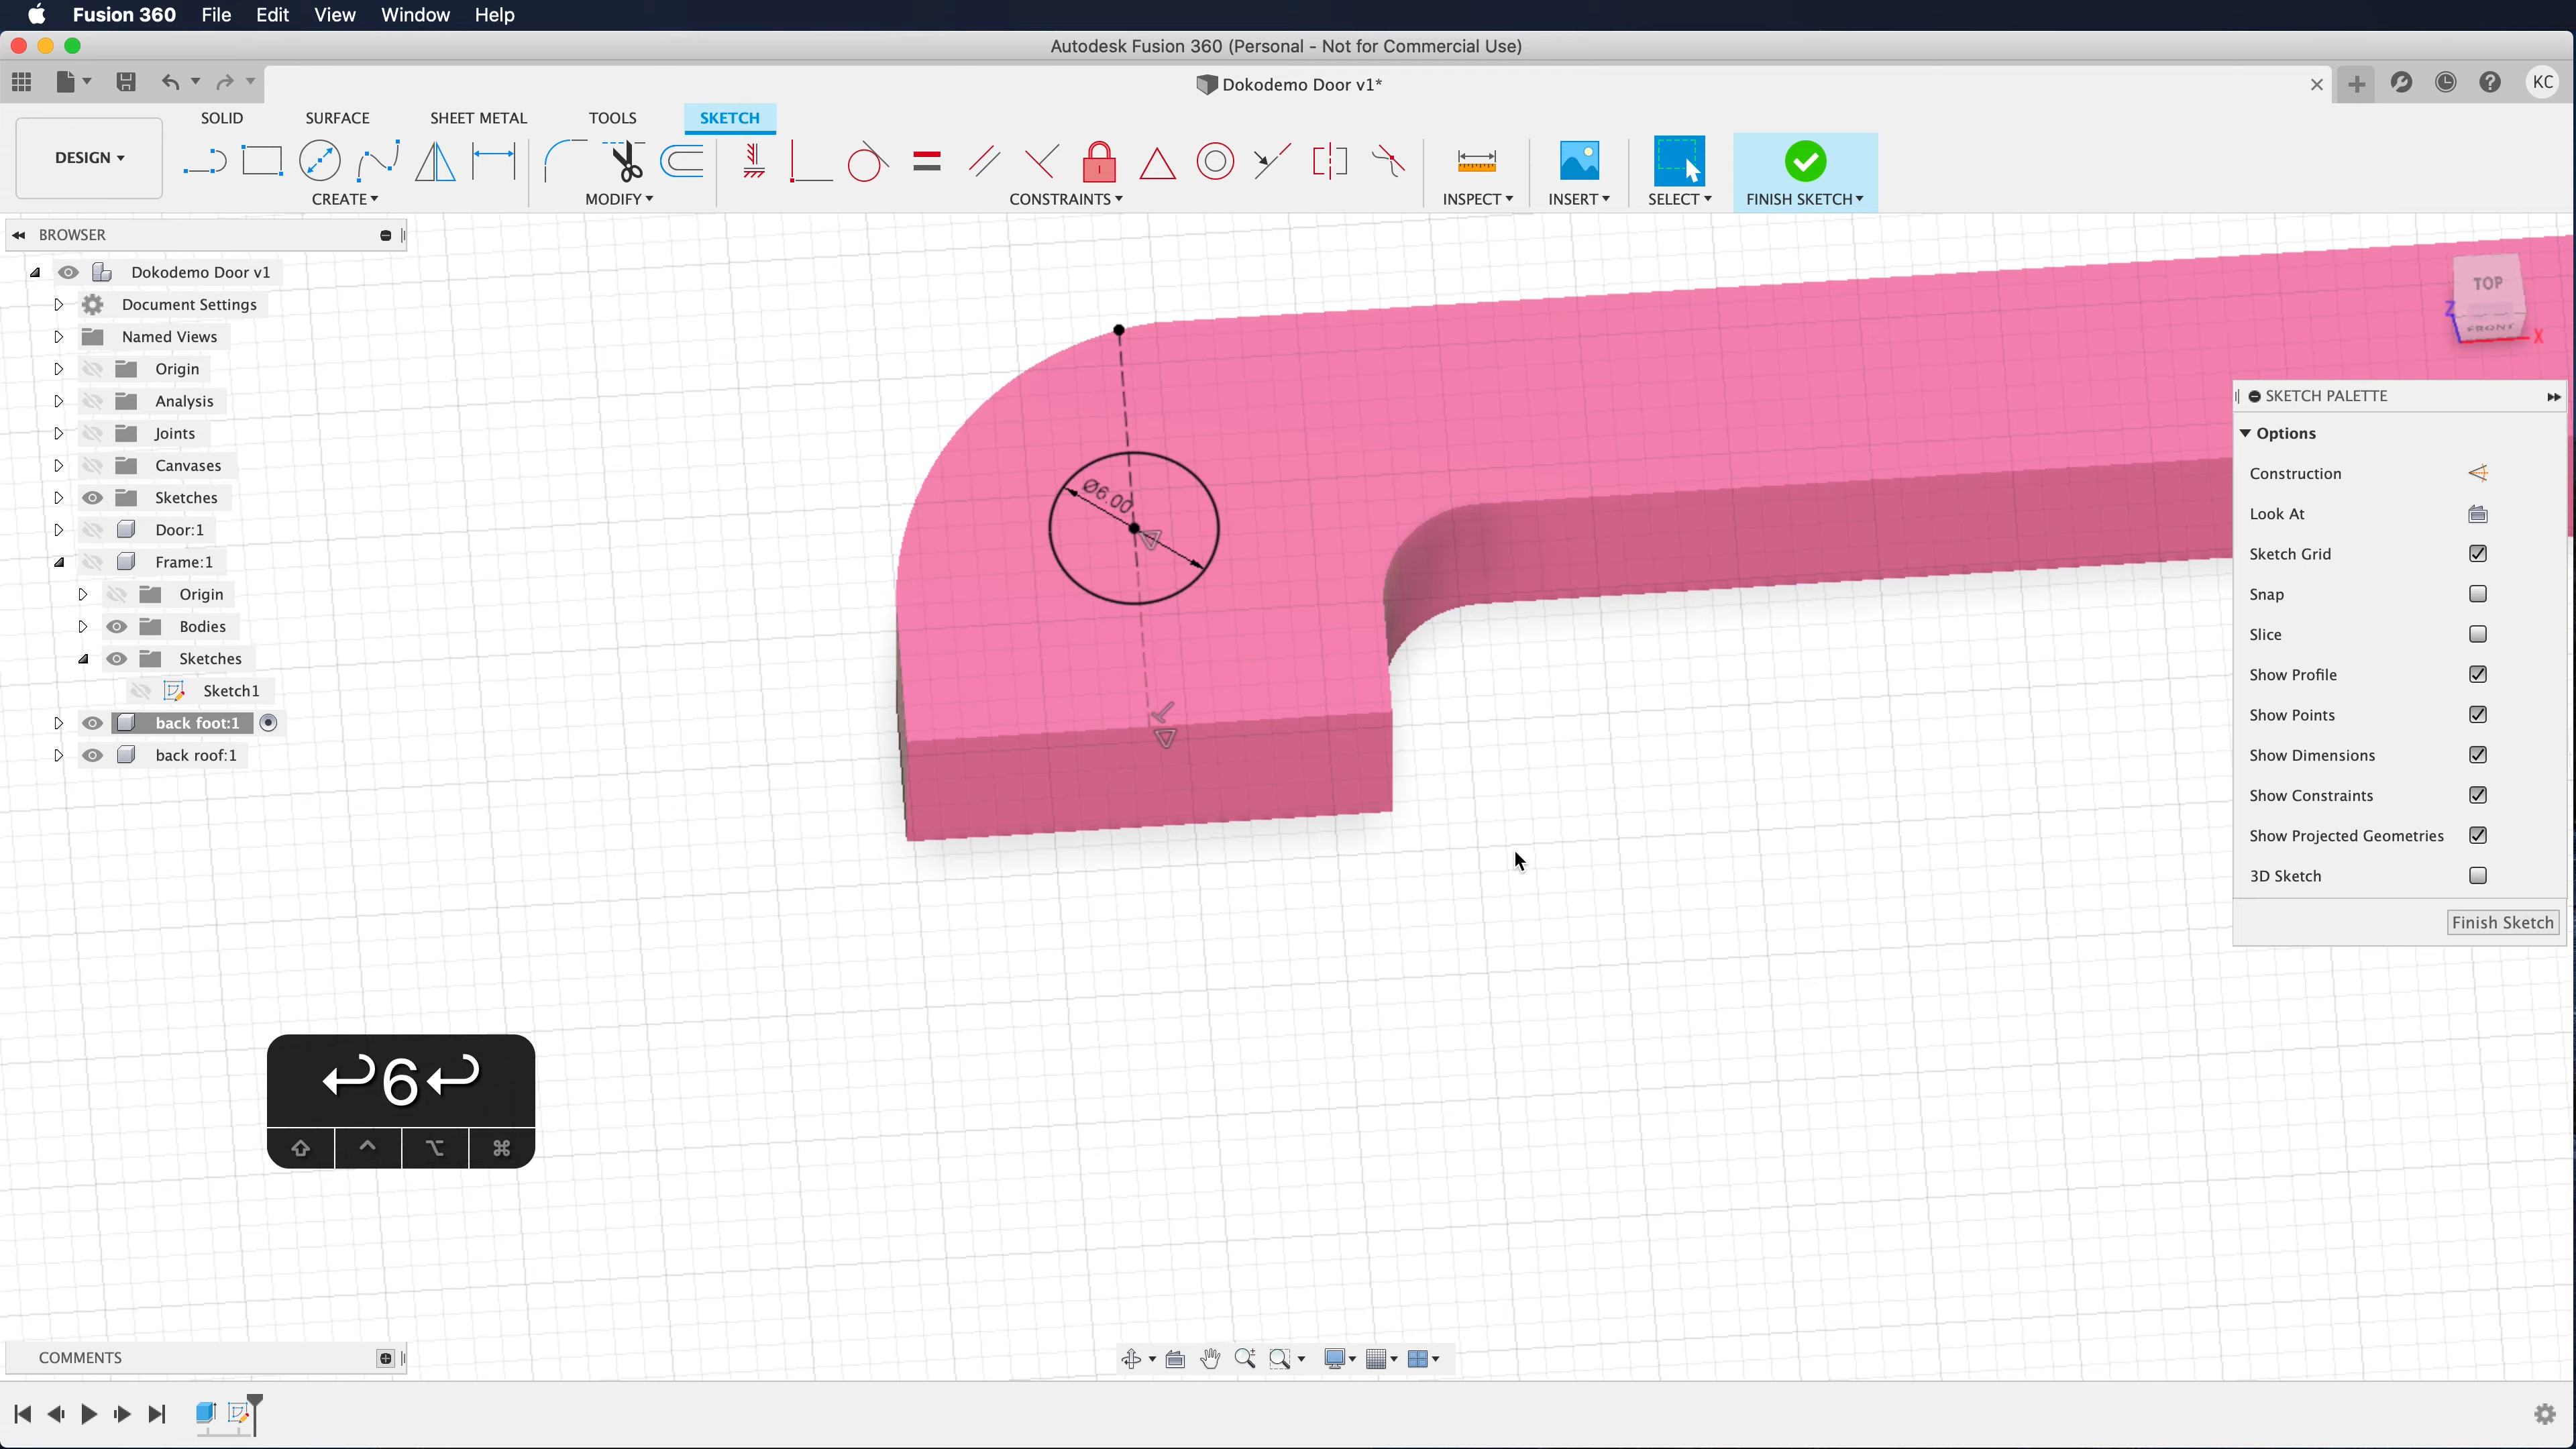 Fusion 360 File Edit View Window Help
Autodesk Fusion 360 (Personal - Not for Commercial Use)
Dokodemo Door v1*
KC
SOLID SURFACE SHEET METAL TOOLS SKETCH
DESIGN
CREATE MODIFY CONSTRAINTS INSPECT INSERT SELECT FINISH SKETCH
BROWSER
Dokodemo Door v1
Document Settings
Named Views
Origin
Analysis
Joints
Canvases
Sketches
Door:1
Frame:1
Origin
Bodies
Sketches
Sketch1
back foot:1
back roof:1
Ø6.00
TOP
FRONT
Z
X
SKETCH PALETTE
Options
Construction
Look At
Sketch Grid
Snap
Slice
Show Profile
Show Points
Show Dimensions
Show Constraints
Show Projected Geometries
3D Sketch
Finish Sketch
↩6↩
⇧ ⌃ ⌥ ⌘
COMMENTS